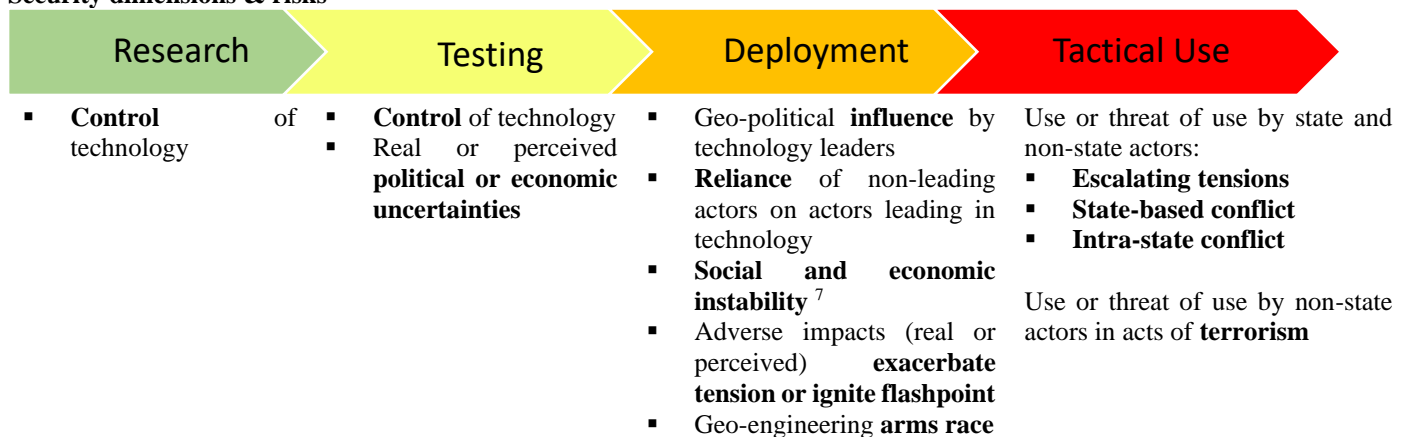 Security dimensions & risks
Research
Testing
Deployment
Tactical Use
▪ Control of
technology
▪ Control of technology
▪ Real or perceived
political or economic
uncertainties
▪ Geo-political influence by
technology leaders
▪ Reliance of non-leading
actors on actors leading in
technology
▪ Social and economic
instability 7
▪ Adverse impacts (real or
perceived) exacerbate
tension or ignite flashpoint
▪ Geo-engineering arms race
Use or threat of use by state and
non-state actors:
▪ Escalating tensions
▪ State-based conflict
▪ Intra-state conflict
Use or threat of use by non-state
actors in acts of terrorism